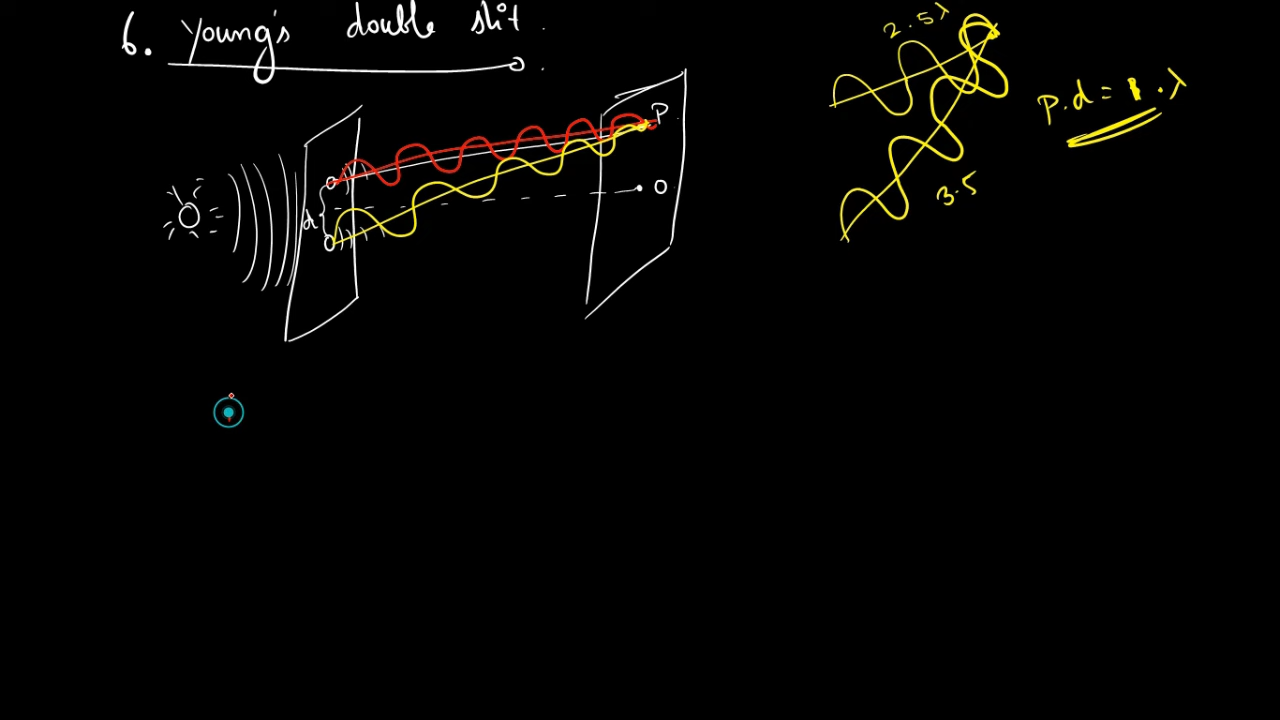 6. Young's double slit.
2.5λ
p.d = 1.λ
P
3.5
O
d